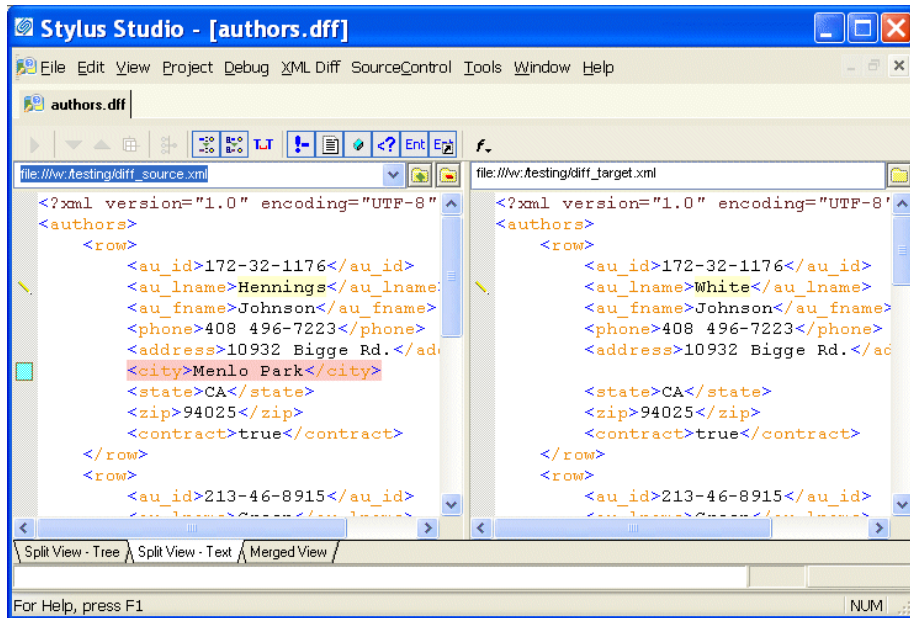 Stylus Studio - [authors.dff]
File Edit View Project Debug XML Diff SourceControl Tools Window Help
authors.dff
<? Ent Ent f
file:///w:/testing/diff_source.xml
<?xml version="1.0" encoding="UTF-8"
<authors>
<row>
<au_id>172-32-1176</au_id>
<au_lname>Hennings</au_lname>
<au_fname>Johnson</au_fname>
<phone>408 496-7223</phone>
<address>10932 Bigge Rd.</add
<city>Menlo Park</city>
<state>CA</state>
<zip>94025</zip>
<contract>true</contract>
</row>
<row>
<au_id>213-46-8915</au_id>
file:///w:/testing/diff_target.xml
<?xml version="1.0" encoding="UTF-8"
<authors>
<row>
<au_id>172-32-1176</au_id>
<au_lname>White</au_lname>
<au_fname>Johnson</au_fname>
<phone>408 496-7223</phone>
<address>10932 Bigge Rd.</ad
<state>CA</state>
<zip>94025</zip>
<contract>true</contract>
</row>
<row>
<au_id>213-46-8915</au_id>
Split View - Tree Split View - Text Merged View
For Help, press F1 NUM